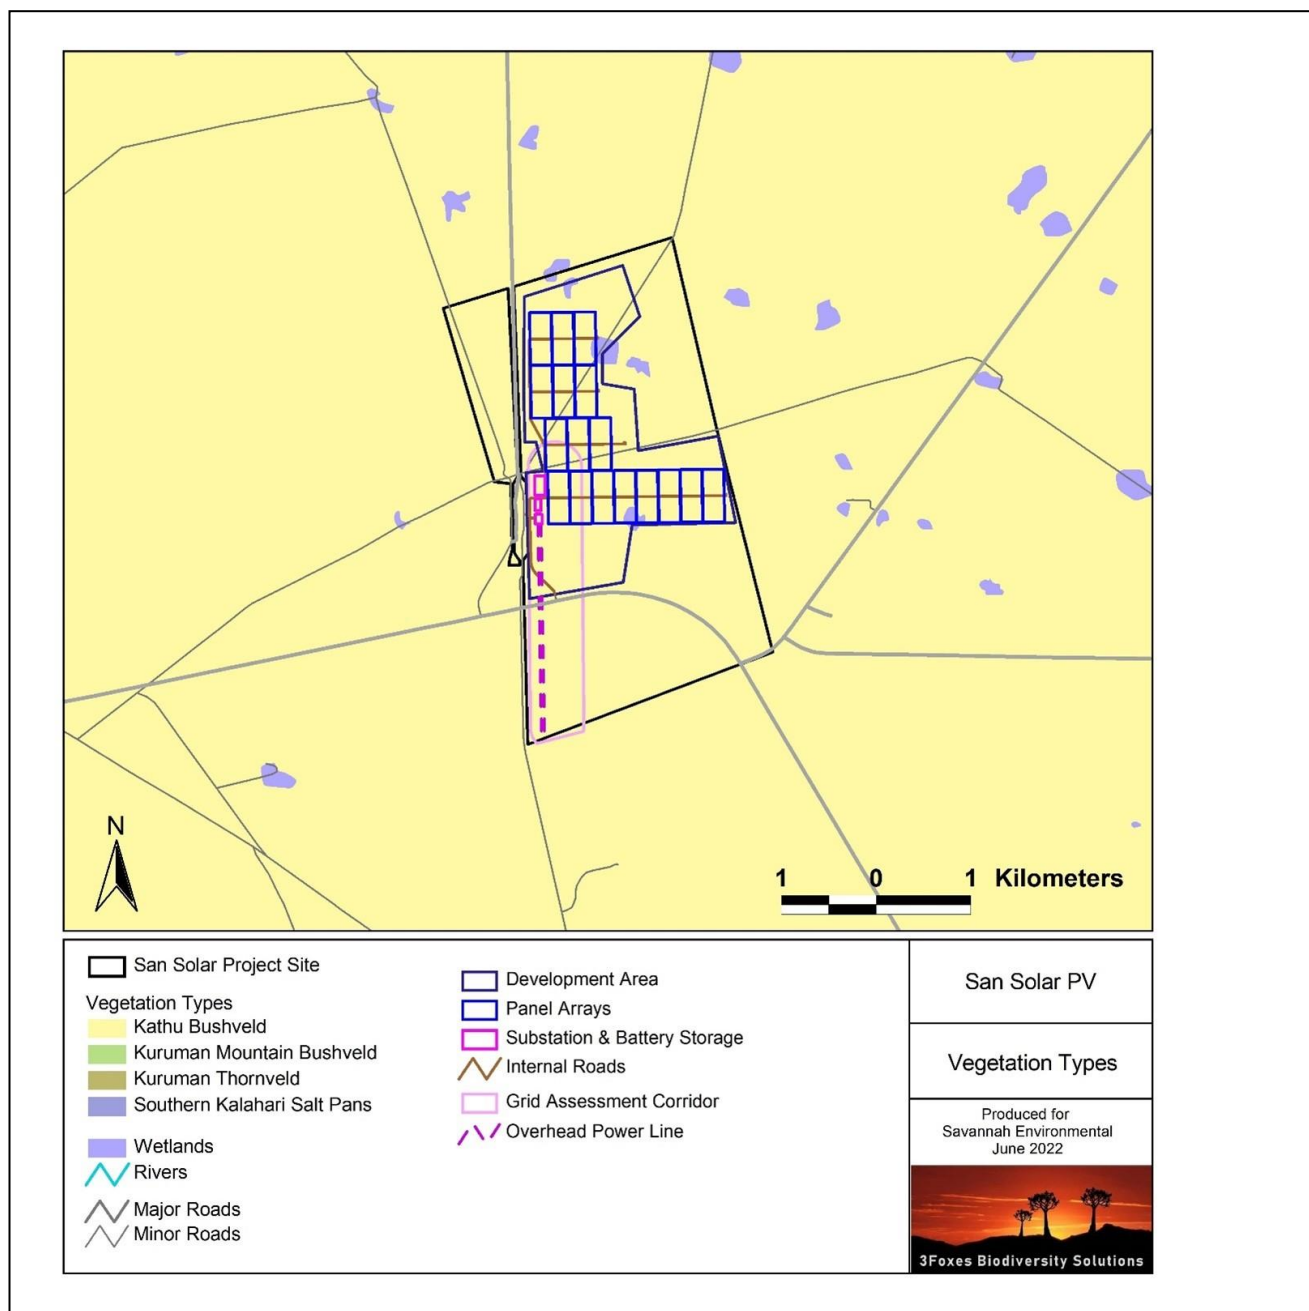 N
1 0 1 Kilometers
San Solar Project Site
Vegetation Types
Kathu Bushveld
Kuruman Mountain Bushveld
Kuruman Thornveld
Southern Kalahari Salt Pans
Wetlands
Rivers
Major Roads
Minor Roads
Development Area
Panel Arrays
Substation & Battery Storage
Internal Roads
Grid Assessment Corridor
Overhead Power Line
San Solar PV
Vegetation Types
Produced for
Savannah Environmental
June 2022
3Foxes Biodiversity Solutions